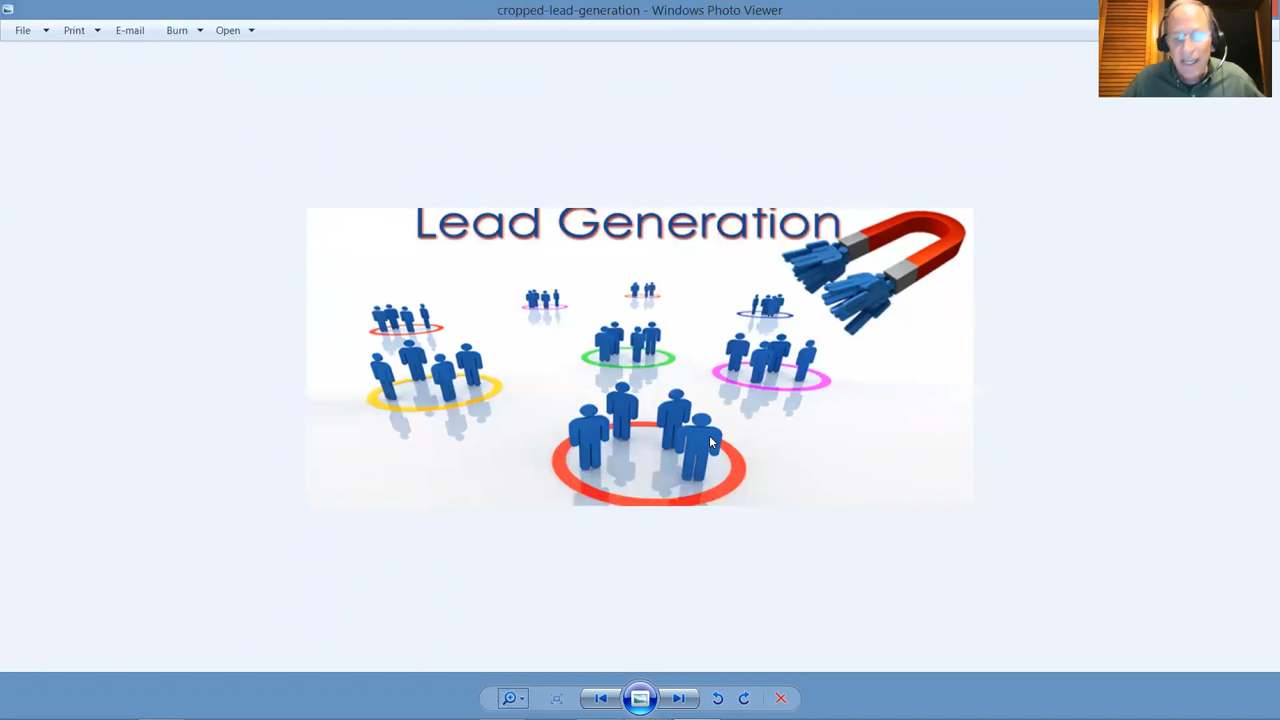 cropped-lead-generation - Windows Photo Viewer
File Print E-mail Burn Open
Lead Generation